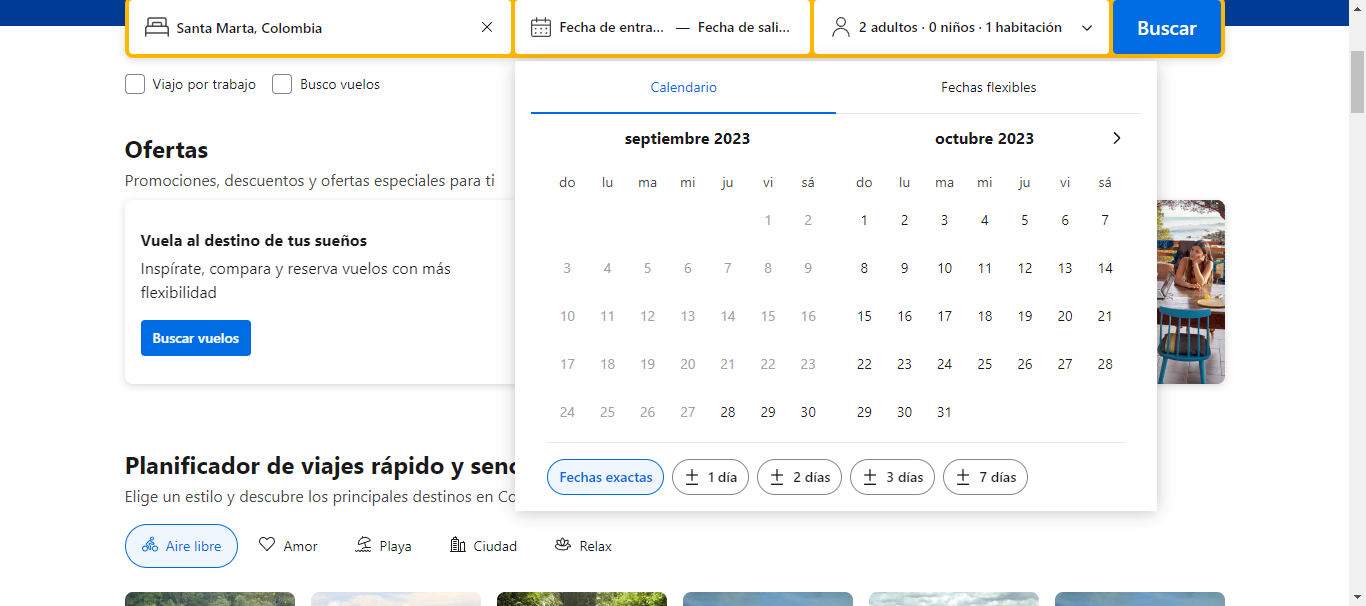 Santa Marta, Colombia
Fecha de entra... — Fecha de sali...
2 adultos · 0 niños · 1 habitación
Buscar
Viajo por trabajo
Busco vuelos
Calendario
Fechas flexibles
septiembre 2023
do lu ma mi ju vi sá
1 2
3 4 5 6 7 8 9
10 11 12 13 14 15 16
17 18 19 20 21 22 23
24 25 26 27 28 29 30
octubre 2023
do lu ma mi ju vi sá
1 2 3 4 5 6 7
8 9 10 11 12 13 14
15 16 17 18 19 20 21
22 23 24 25 26 27 28
29 30 31
Fechas exactas
± 1 día
± 2 días
± 3 días
± 7 días
Ofertas
Promociones, descuentos y ofertas especiales para ti
Vuela al destino de tus sueños
Inspírate, compara y reserva vuelos con más
flexibilidad
Buscar vuelos
Planificador de viajes rápido y senc
Elige un estilo y descubre los principales destinos en Co
Aire libre
Amor
Playa
Ciudad
Relax